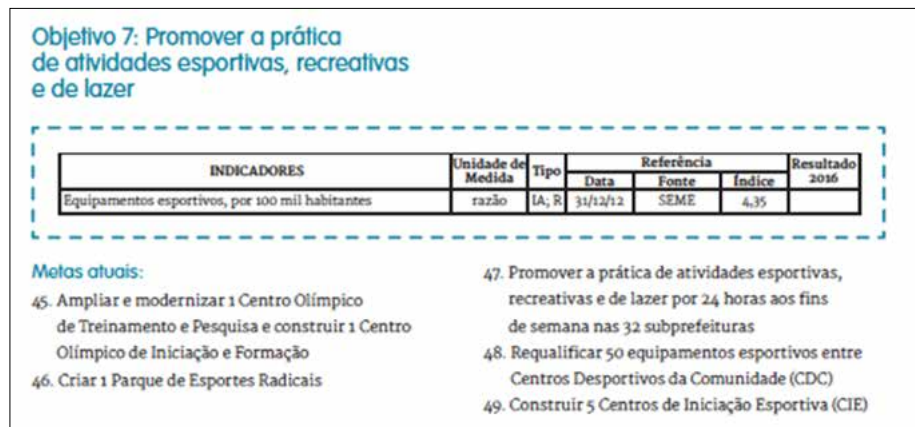 Objetivo 7: Promover a prática
de atividades esportivas, recreativas
e de lazer
INDICADORES Unidade de Medida Tipo Referência Resultado 2016
Data Fonte Índice
Equipamentos esportivos, por 100 mil habitantes razão IA; R 31/12/12 SEME 4,35
Metas atuais:
45. Ampliar e modernizar 1 Centro Olímpico
de Treinamento e Pesquisa e construir 1 Centro
Olímpico de Iniciação e Formação
46. Criar 1 Parque de Esportes Radicais
47. Promover a prática de atividades esportivas,
recreativas e de lazer por 24 horas aos fins
de semana nas 32 subprefeituras
48. Requalificar 50 equipamentos esportivos entre
Centros Desportivos da Comunidade (CDC)
49. Construir 5 Centros de Iniciação Esportiva (CIE)